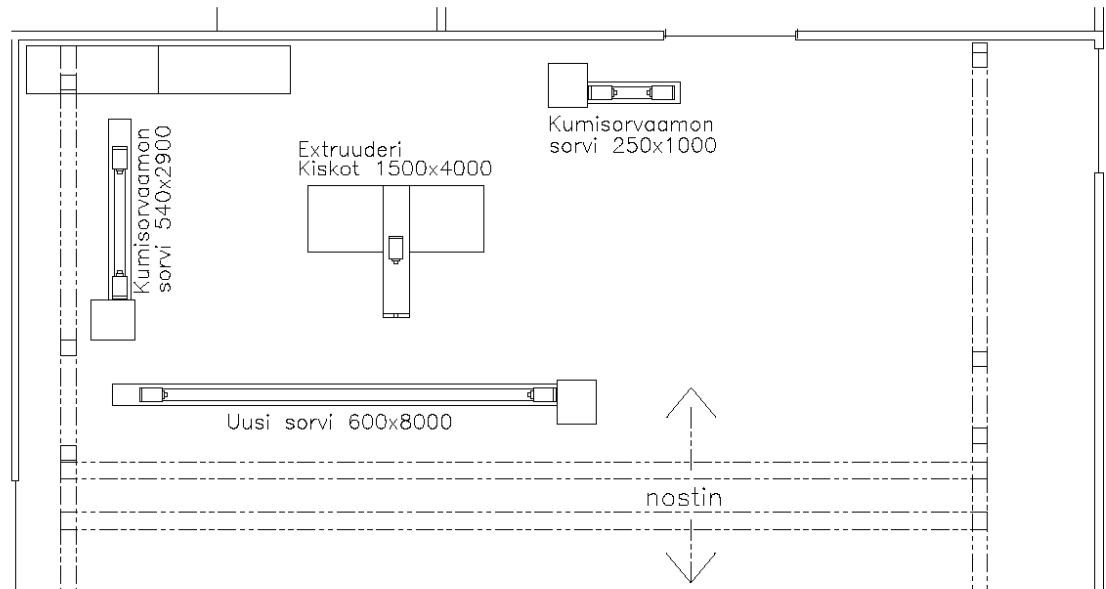 Kumisorvaamon
sorvi 250x1000
Extruuderi
Kiskot 1500x4000
Kumisorvaamon
sorvi 540x2900
Uusi sorvi 600x8000
nostin